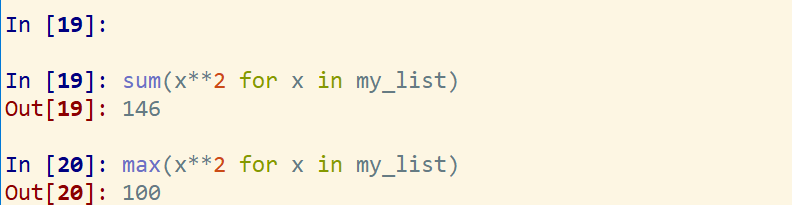 In [19]:
In [19]: sum(x**2 for x in my_list)
Out[19]: 146
In [20]: max(x**2 for x in my_list)
Out[20]: 100